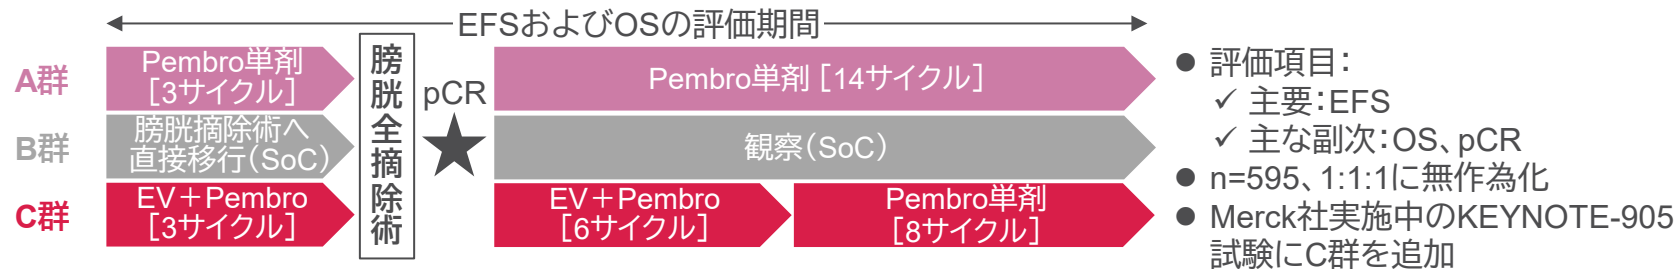 EFSおよびOSの評価期間
A群
Pembro単剤
［3サイクル］
膀胱全摘除術
pCR
Pembro単剤［14サイクル］
B群
膀胱摘除術へ
直接移行（SoC）
観察（SoC）
C群
EV＋Pembro
［3サイクル］
EV＋Pembro
［6サイクル］
Pembro単剤
［8サイクル］
● 評価項目：
✓ 主要：EFS
✓ 主な副次：OS、pCR
● n=595、1:1:1に無作為化
● Merck社実施中のKEYNOTE-905
試験にC群を追加